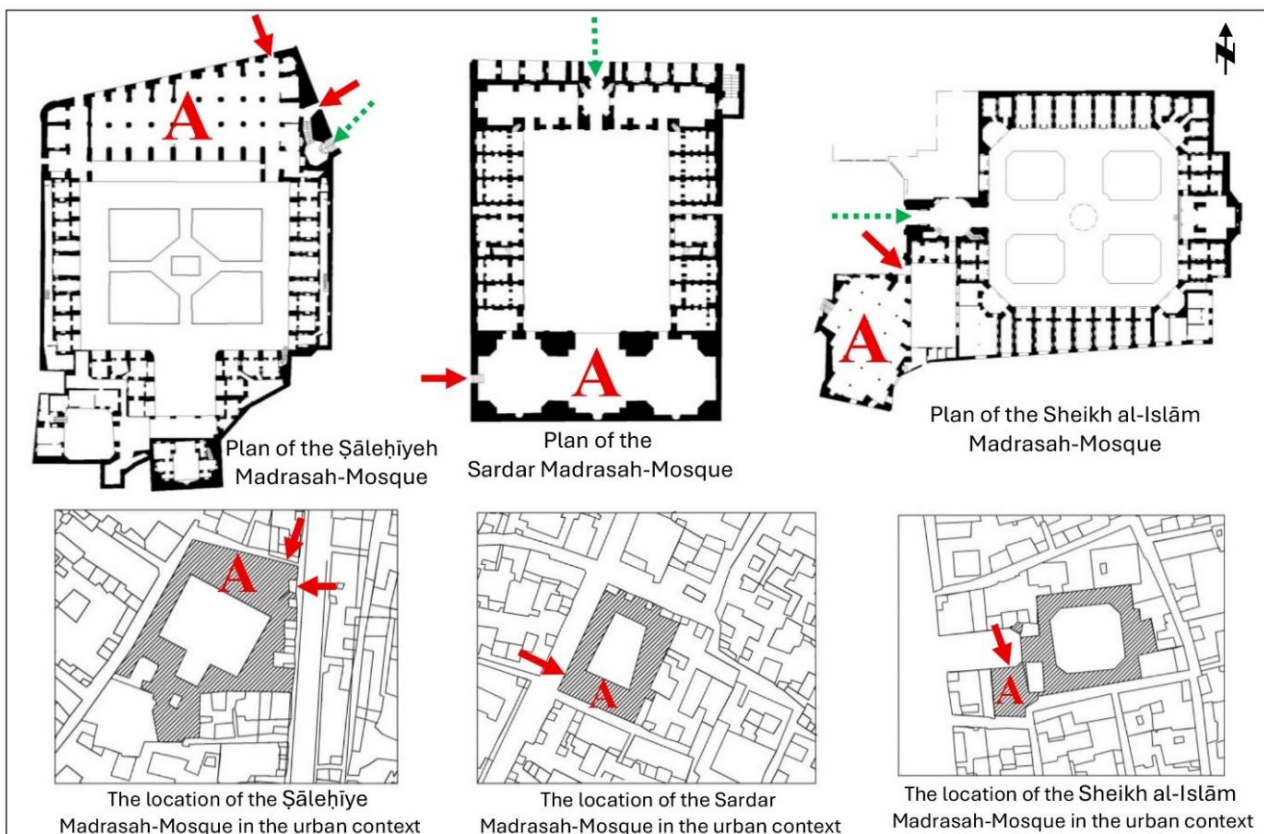 A
A
A
N
Plan of the Ṣāleḥīyeh
Madrasah-Mosque
Plan of the
Sardar Madrasah-Mosque
Plan of the Sheikh al-Islām
Madrasah-Mosque
A
A
A
The location of the Ṣāleḥīye
Madrasah-Mosque in the urban context
The location of the Sardar
Madrasah-Mosque in the urban context
The location of the Sheikh al-Islām
Madrasah-Mosque in the urban context